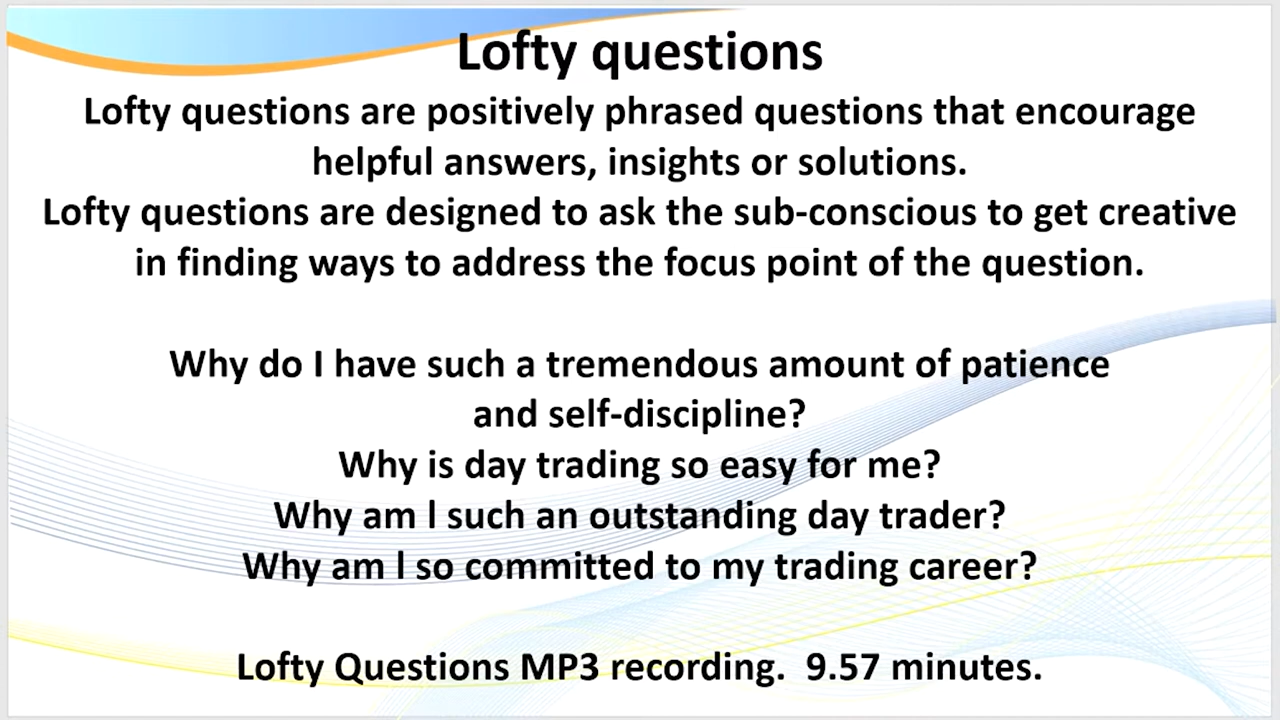 Lofty questions
Lofty questions are positively phrased questions that encourage
helpful answers, insights or solutions.
Lofty questions are designed to ask the sub-conscious to get creative
in finding ways to address the focus point of the question.
Why do I have such a tremendous amount of patience
and self-discipline?
Why is day trading so easy for me?
Why am I such an outstanding day trader?
Why am I so committed to my trading career?
Lofty Questions MP3 recording.  9.57 minutes.